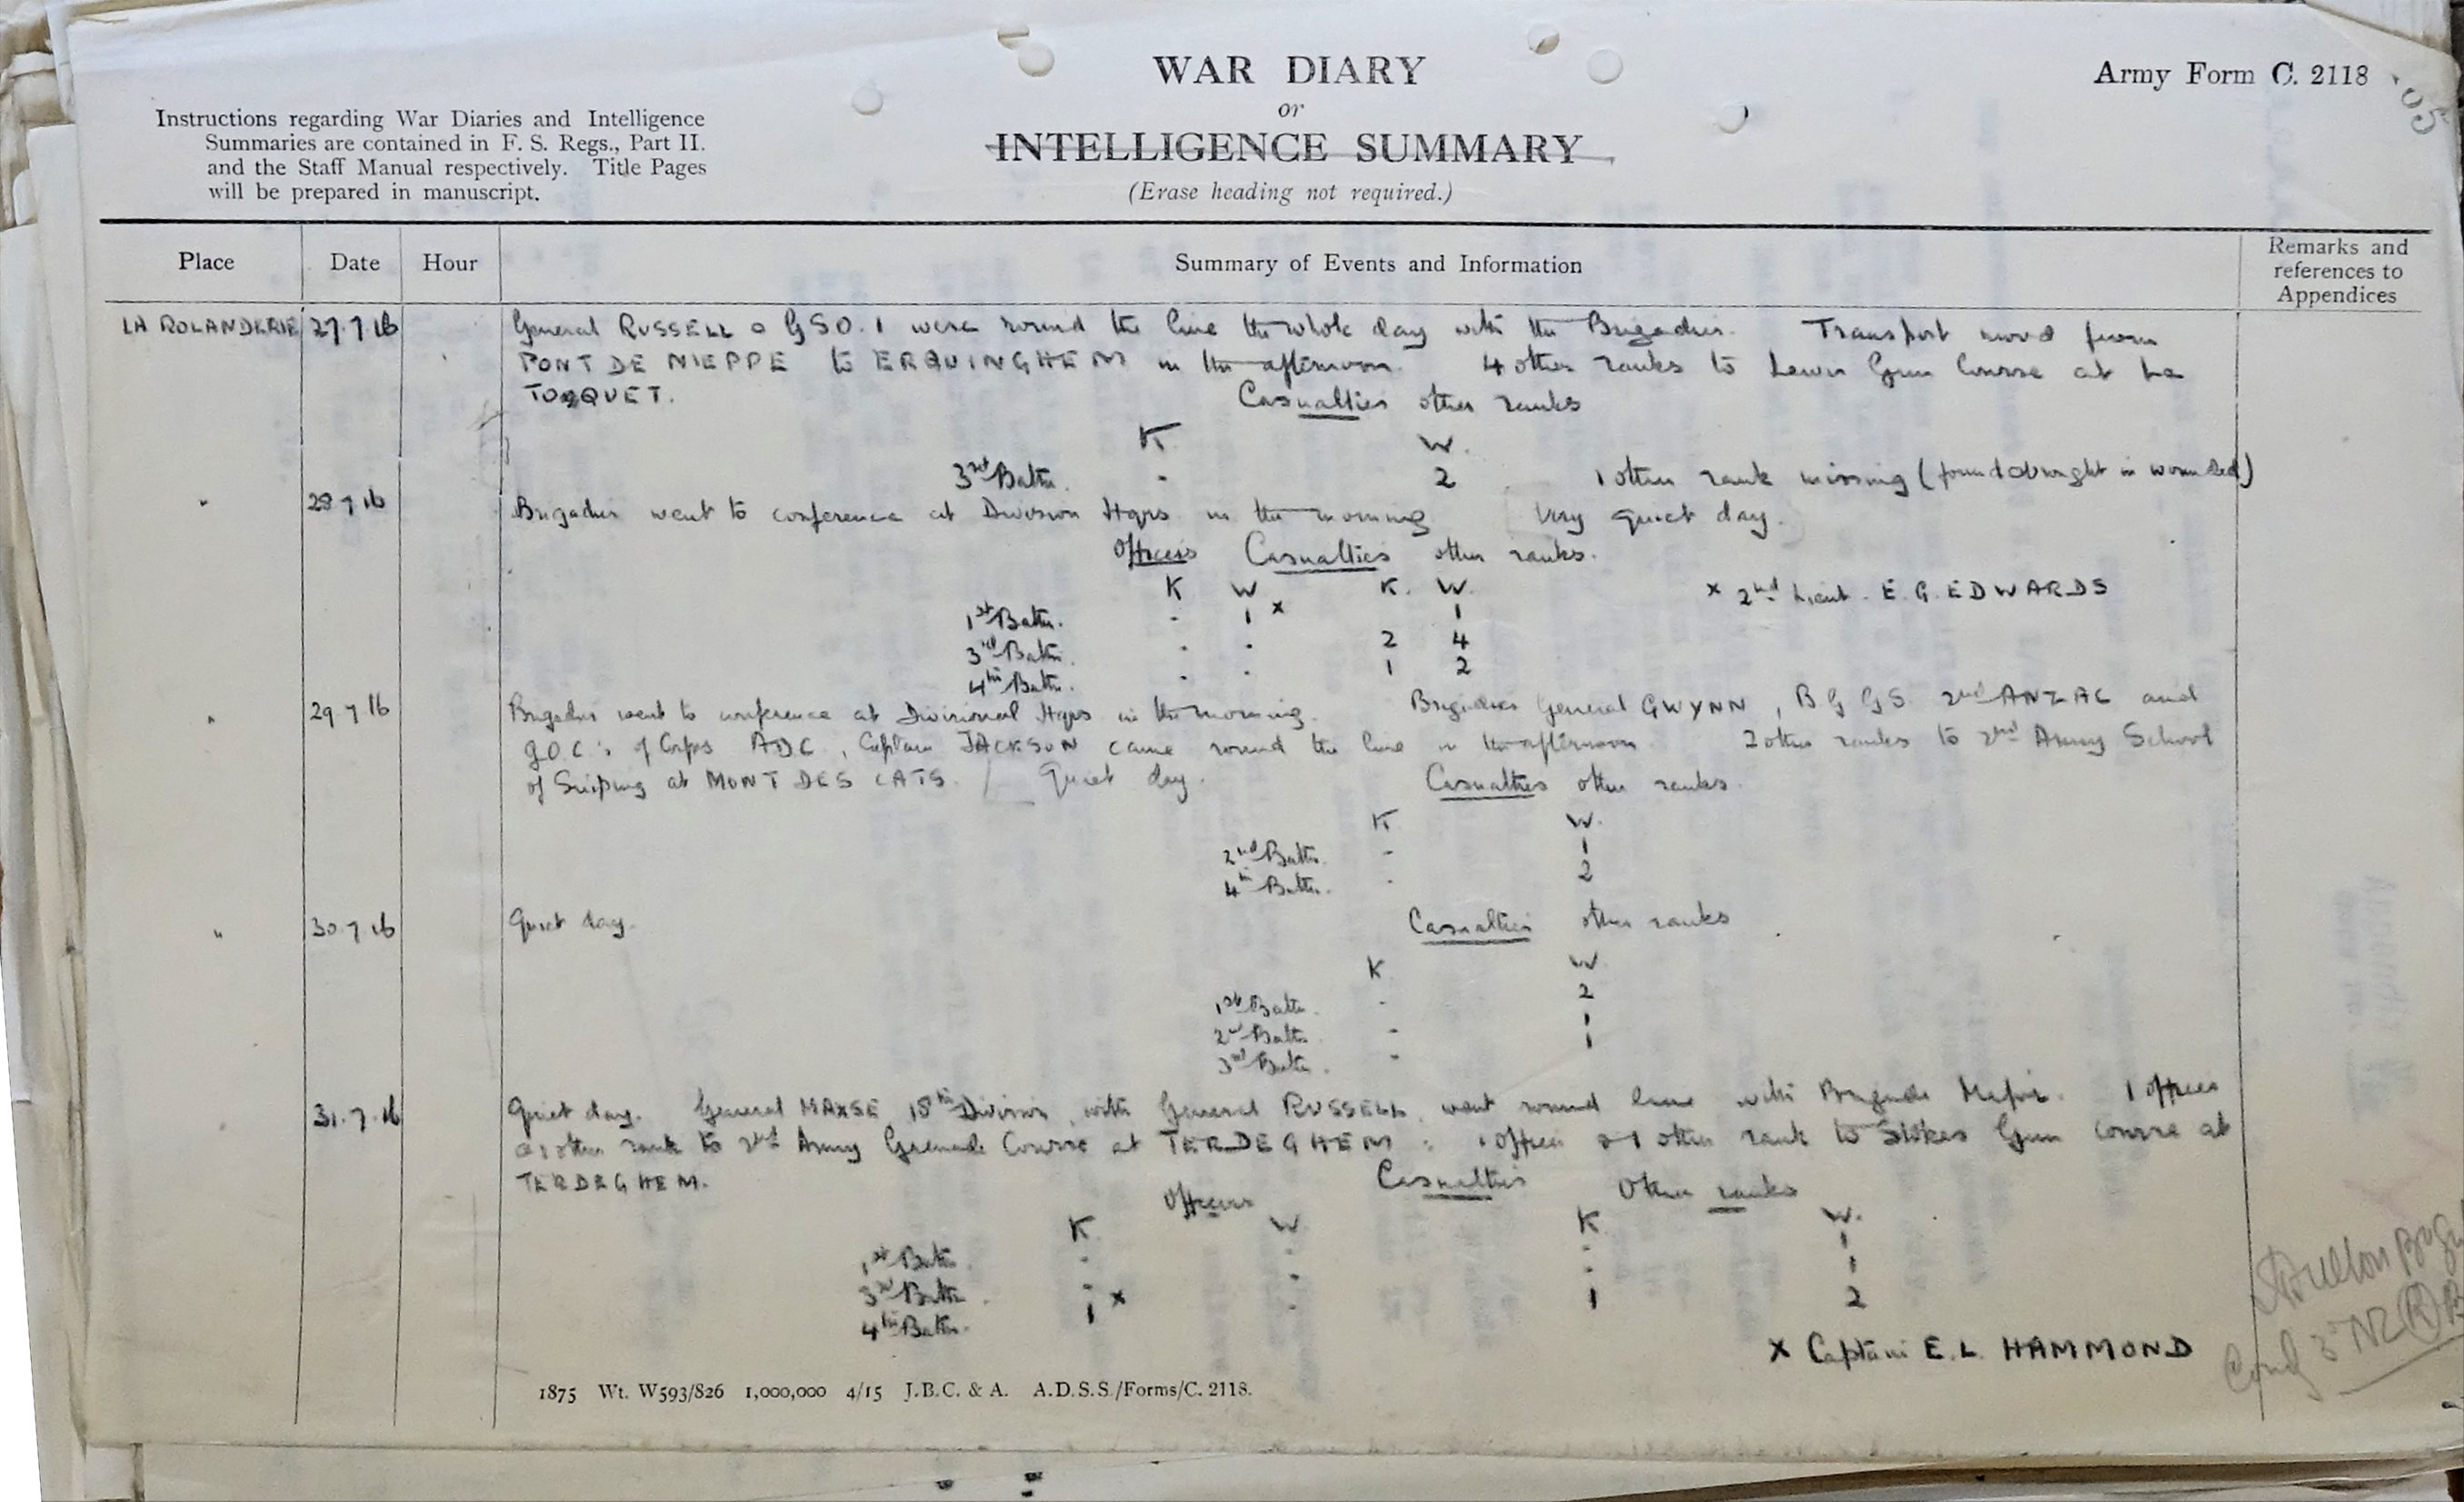 WAR DIARY
or
INTELLIGENCE SUMMARY
(Erase heading not required.)
Army Form C. 2118
Instructions regarding War Diaries and Intelligence
Summaries are contained in F. S. Regs., Part II.
and the Staff Manual respectively. Title Pages
will be prepared in manuscript.
Place Date Hour Summary of Events and Information Remarks and
references to
Appendices
LA ROLANDERIE 27.7.16 General RUSSELL & GSO.1 were round the line the whole day with the Brigadier. Transport moved from
PONT DE NIEPPE to ERQUINGHEM in the afternoon. 4 other ranks to Lewis Gun Course at Le
TOUQUET. Casualties other ranks
K W.
3rd Battn. - 2 1 other rank missing (found & brought in wounded)
" 28 7 16 Brigadier went to conference at Division Hqrs in the morning Very quiet day.
Officers Casualties other ranks.
K W K. W.
x 2nd Lieut. E. G. EDWARDS
1st Battn. - 1 x 1
3rd Battn. - - 2 4
4th Battn. - - 1 2
" 29 7 16 Brigadier went to conference at Divisional Hqrs in the morning. Brigadier General GWYNN, B G G S 2nd ANZAC and
G.O.C.'s of Corps ADC, Captain JACKSON came round the line in the afternoon. 2 other ranks to 2nd Army School
of Sniping at MONT DES CATS. Quiet day. Casualties other ranks.
K W.
2nd Battn. - 1
4th Battn. - 2
" 30.7.16 Quiet day. Casualties other ranks
K W
1st Battn. - 2
2nd Battn. - 1
3rd Battn. - 1
31.7.16 Quiet day. General MAXSE 18th Division, with General RUSSELL went round line with Brigade Major. 1 officer
& 1 other rank to 2nd Army Grenade Course at TERDEGHEM: 1 officer & 1 other rank to Stokes Gun course at
TERDEGHEM. Casualties
Officers Other ranks
K W K W.
1st Battn. - - - 1
3rd Battn. - - - 1
4th Battn. 1 x - 1 2
x Captain E. L. HAMMOND
Comdg 3 NZ (R) B
1875 Wt. W593/826 1,000,000 4/15 J.B.C. & A. A.D.S.S./Forms/C. 2118.